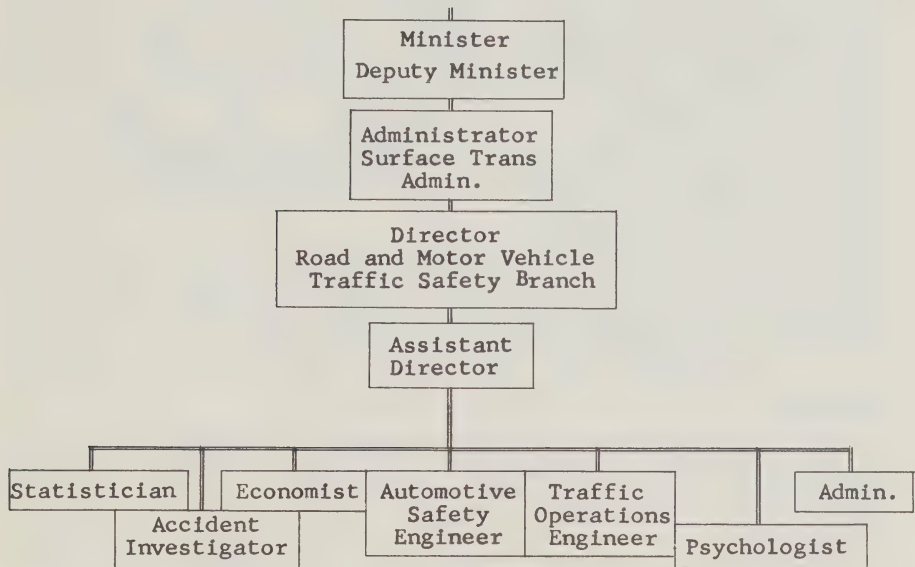 Minister
Deputy Minister
Administrator
Surface Trans
Admin.
Director
Road and Motor Vehicle
Traffic Safety Branch
Assistant
Director
Statistician
Accident
Investigator
Economist
Automotive
Safety
Engineer
Traffic
Operations
Engineer
Psychologist
Admin.